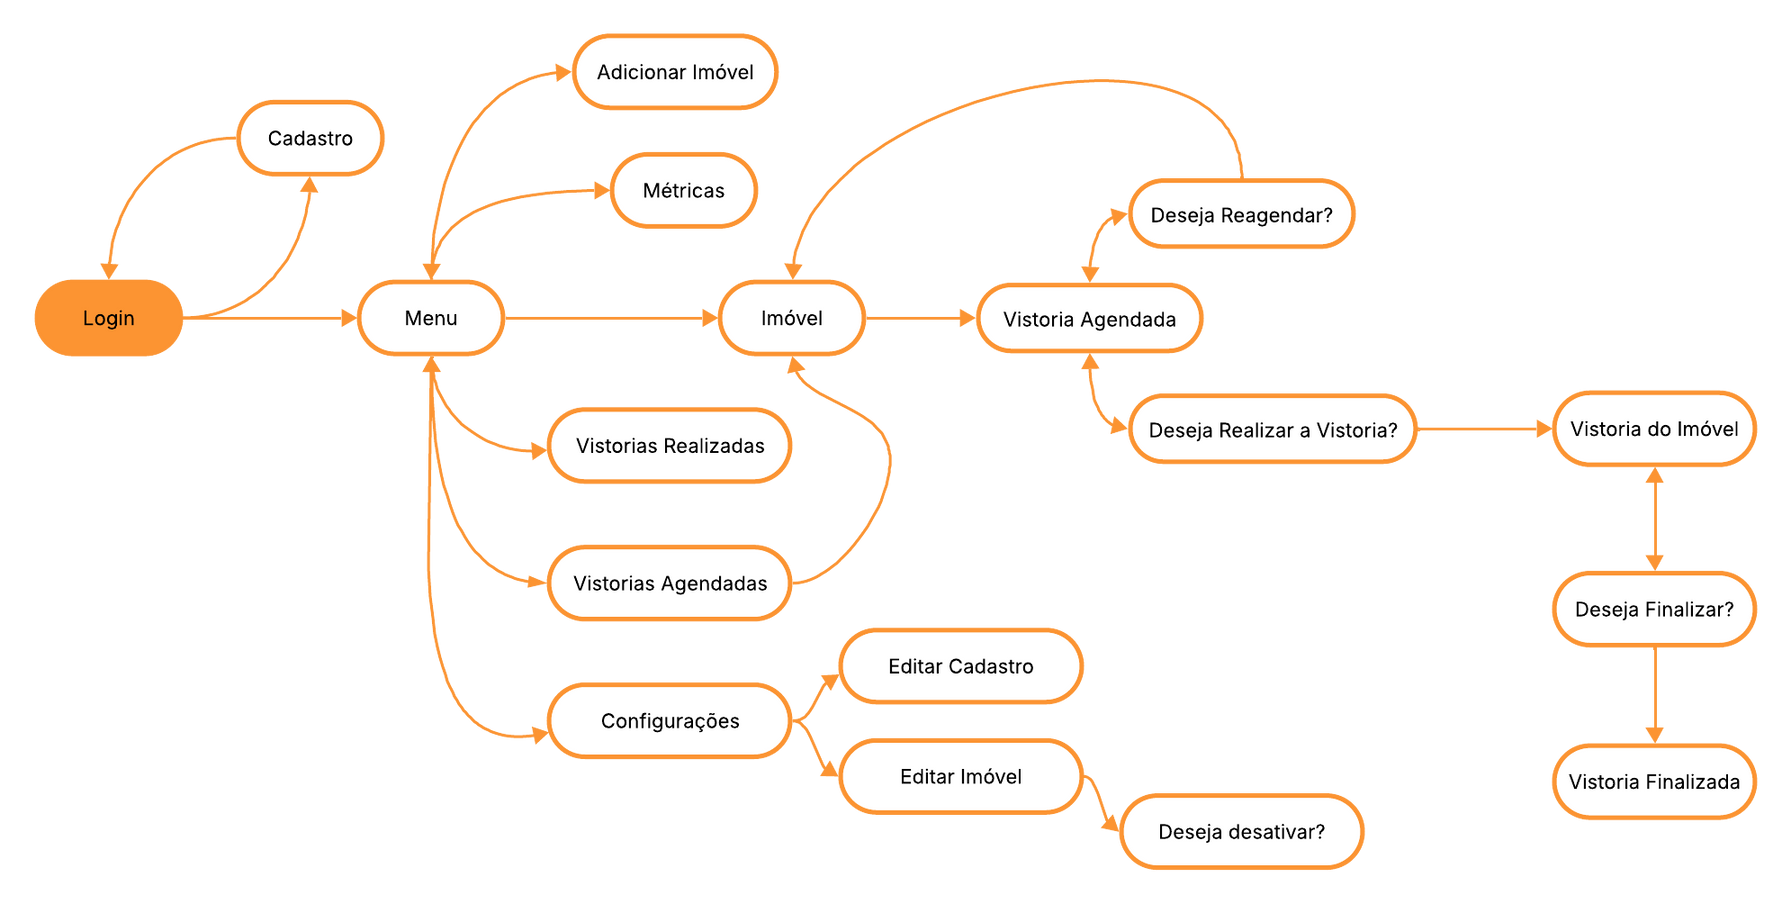 Adicionar Imóvel
Cadastro
Métricas
Deseja Reagendar?
Login
Menu
Imóvel
Vistoria Agendada
Vistorias Realizadas
Deseja Realizar a Vistoria?
Vistoria do Imóvel
Vistorias Agendadas
Deseja Finalizar?
Editar Cadastro
Configurações
Editar Imóvel
Vistoria Finalizada
Deseja desativar?